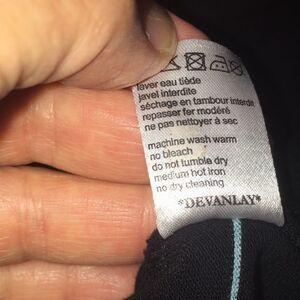 laver eau tiède
javel interdite
séchage en tambour interdit
repasser fer modéré
ne pas nettoyer à sec
machine wash warm
no bleach
do not tumble dry
medium hot iron
no dry cleaning
*DEVANLAY*